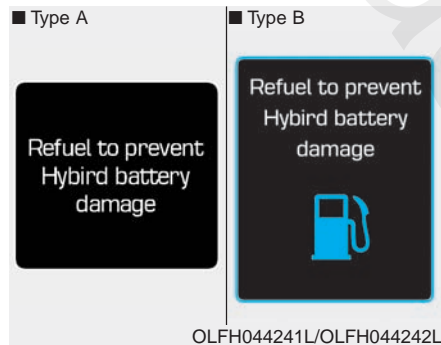 ■ Type A
Refuel to prevent
Hybird battery
damage
■ Type B
Refuel to prevent
Hybird battery
damage
OLFH044241L/OLFH044242L